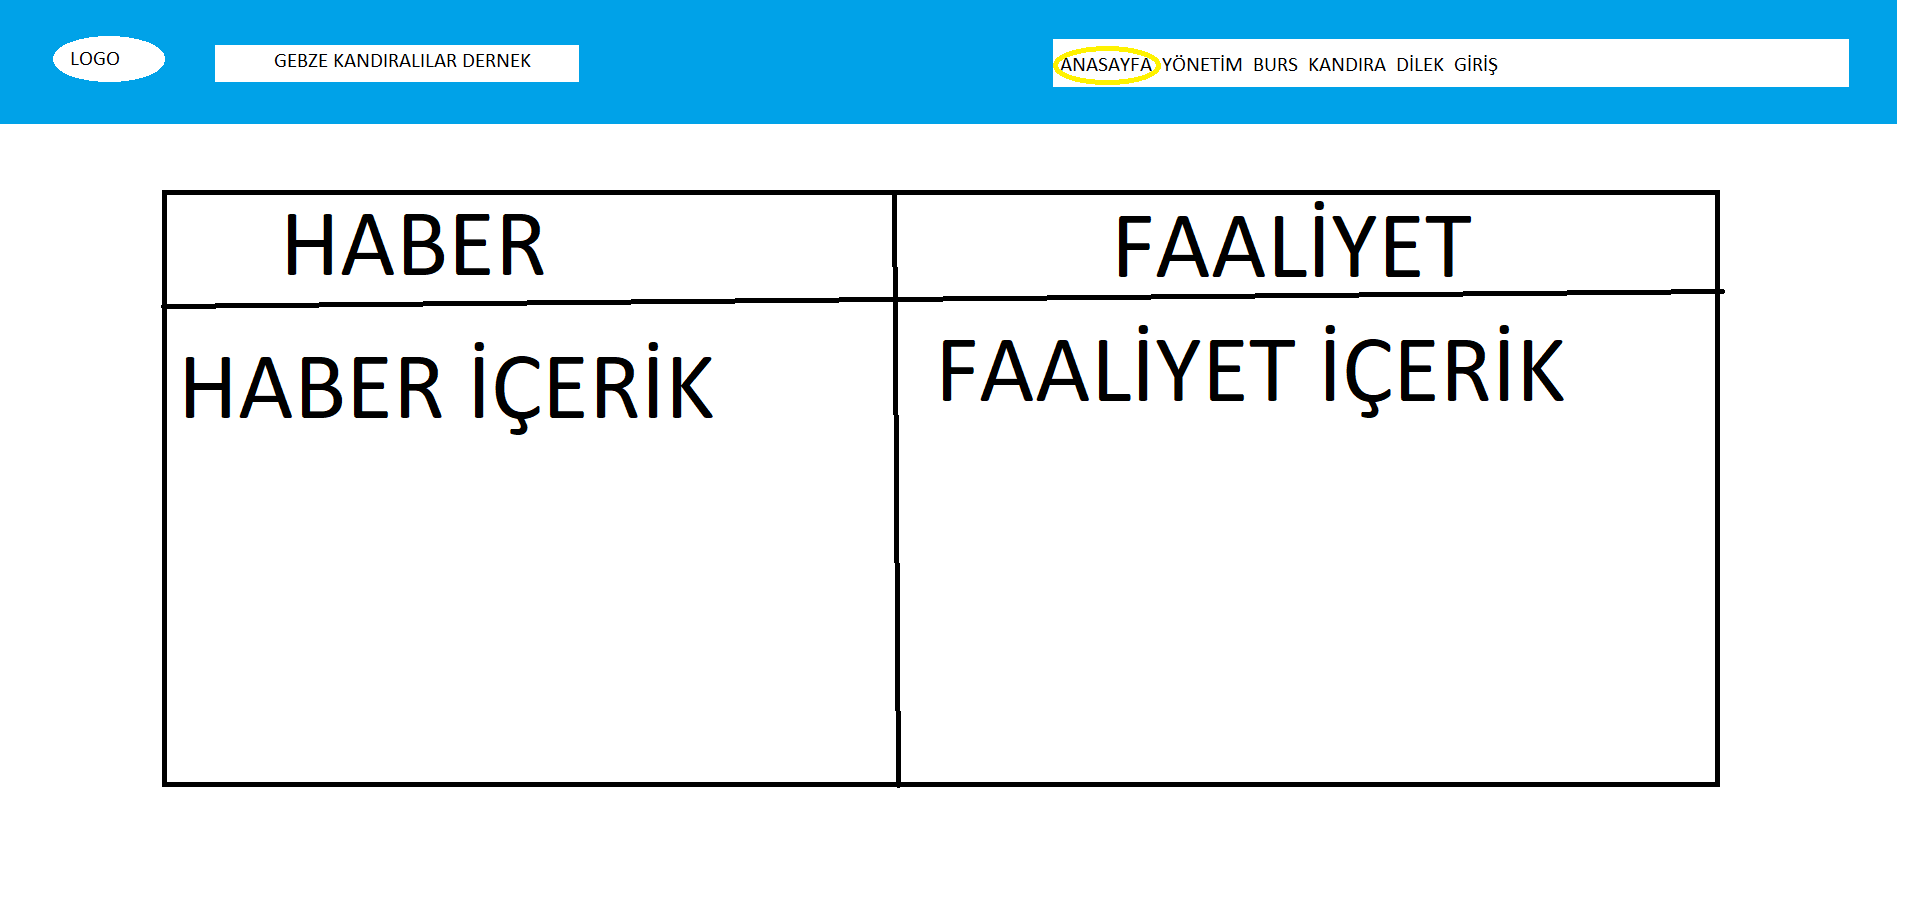 LOGO
GEBZE KANDIRALILAR DERNEK
ANASAYFA YÖNETİM BURS KANDIRA DİLEK GİRİŞ
HABER
FAALİYET
HABER İÇERİK
FAALİYET İÇERİK